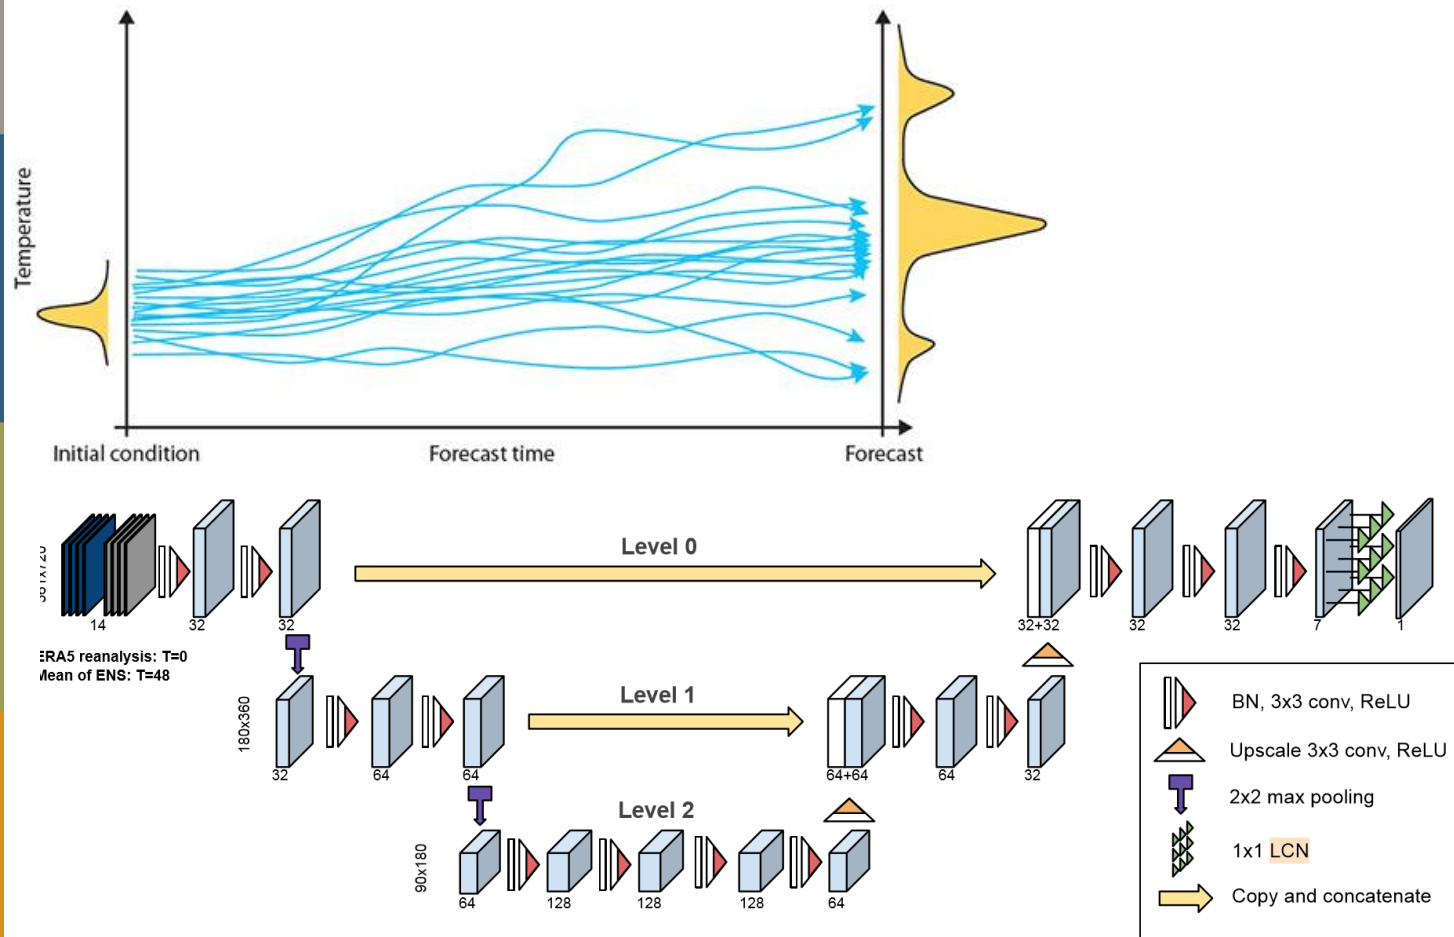 Temperature
Initial condition
Forecast time
Forecast
Level 0
14
32
32
32+32
32
32
7
1
ERA5 reanalysis: T=0
Mean of ENS: T=48
Level 1
180x360
32
64
64
64+64
64
32
Level 2
90x180
64
128
128
128
64
BN, 3x3 conv, ReLU
Upscale 3x3 conv, ReLU
2x2 max pooling
1x1 LCN
Copy and concatenate